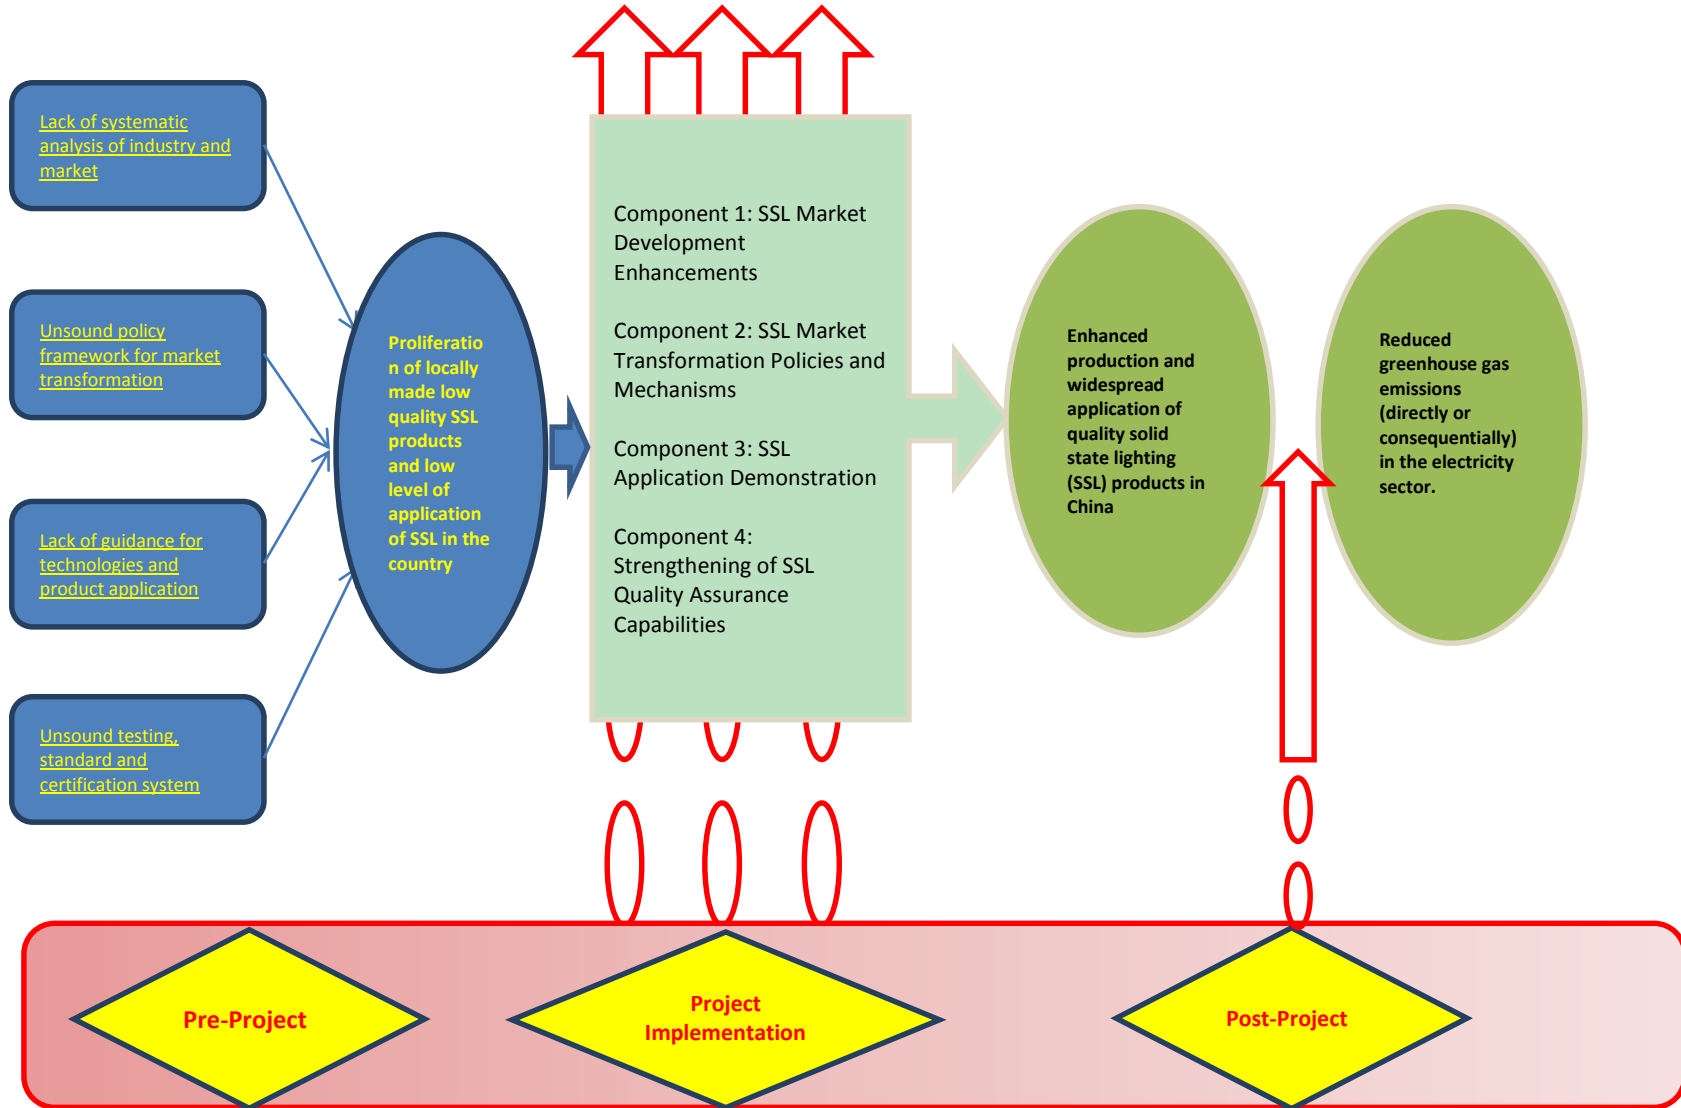 Lack of systematic
analysis of industry and
market
Unsound policy
framework for market
transformation
Lack of guidance for
technologies and
product application
Unsound testing,
standard and
certification system
Proliferatio
n of locally
made low
quality SSL
products
and low
level of
application
of SSL in the
country
Component 1: SSL Market
Development
Enhancements
Component 2: SSL Market
Transformation Policies and
Mechanisms
Component 3: SSL
Application Demonstration
Component 4:
Strengthening of SSL
Quality Assurance
Capabilities
Enhanced
production and
widespread
application of
quality solid
state lighting
(SSL) products in
China
Reduced
greenhouse gas
emissions
(directly or
consequentially)
in the electricity
sector.
Pre-Project
Project
Implementation
Post-Project